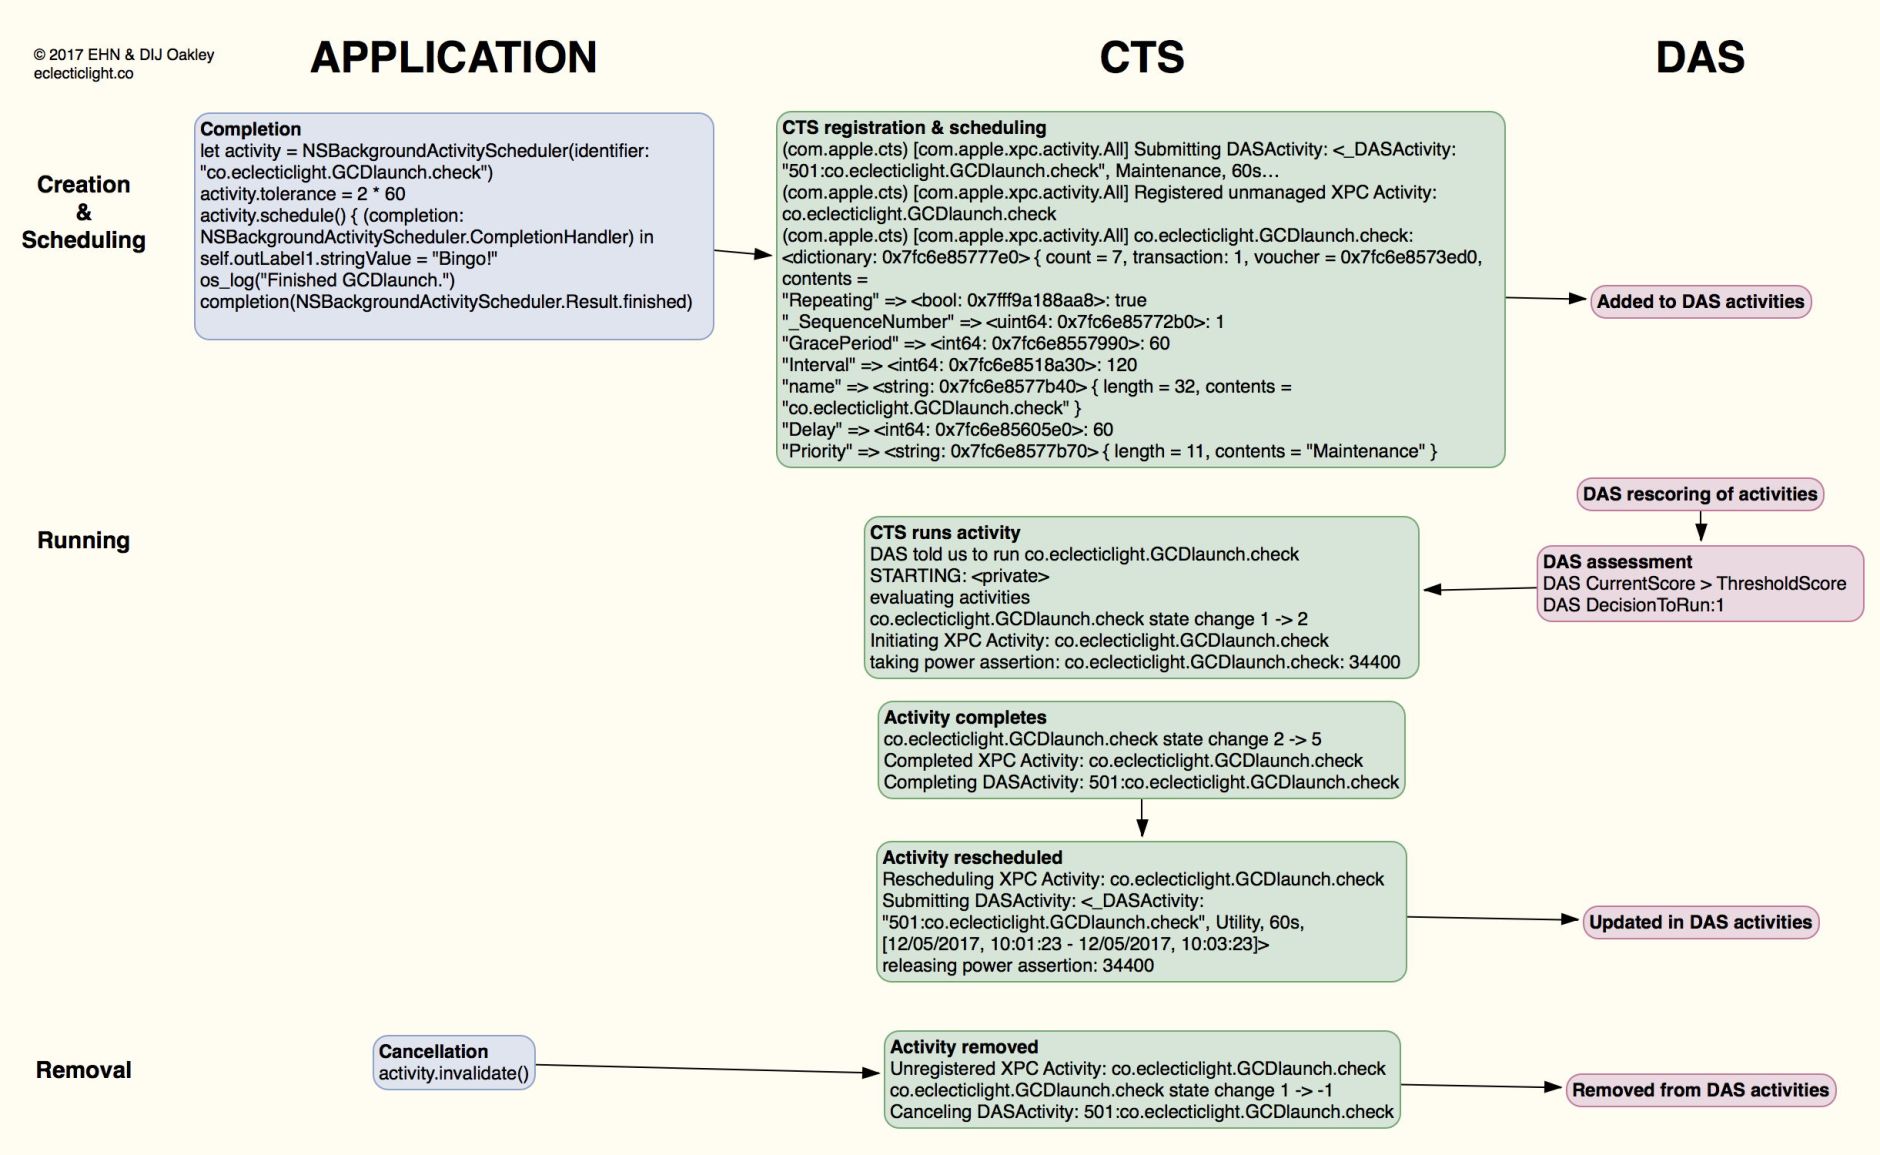 © 2017 EHN & DIJ Oakley
eclecticlight.co
APPLICATION
CTS
DAS
Creation
&
Scheduling
Completion
let activity = NSBackgroundActivityScheduler(identifier:
"co.eclecticlight.GCDlaunch.check")
activity.tolerance = 2 * 60
activity.schedule() { (completion:
NSBackgroundActivityScheduler.CompletionHandler) in
self.outLabel1.stringValue = "Bingo!"
os_log("Finished GCDlaunch.")
completion(NSBackgroundActivityScheduler.Result.finished)
CTS registration & scheduling
(com.apple.cts) [com.apple.xpc.activity.All] Submitting DASActivity: <_DASActivity:
"501:co.eclecticlight.GCDlaunch.check", Maintenance, 60s…
(com.apple.cts) [com.apple.xpc.activity.All] Registered unmanaged XPC Activity:
co.eclecticlight.GCDlaunch.check
(com.apple.cts) [com.apple.xpc.activity.All] co.eclecticlight.GCDlaunch.check:
<dictionary: 0x7fc6e85777e0> { count = 7, transaction: 1, voucher = 0x7fc6e8573ed0,
contents =
"Repeating" => <bool: 0x7fff9a188aa8>: true
"_SequenceNumber" => <uint64: 0x7fc6e85772b0>: 1
"GracePeriod" => <int64: 0x7fc6e8557990>: 60
"Interval" => <int64: 0x7fc6e8518a30>: 120
"name" => <string: 0x7fc6e8577b40> { length = 32, contents =
"co.eclecticlight.GCDlaunch.check" }
"Delay" => <int64: 0x7fc6e85605e0>: 60
"Priority" => <string: 0x7fc6e8577b70> { length = 11, contents = "Maintenance" }
Added to DAS activities
Running
DAS rescoring of activities
DAS assessment
DAS CurrentScore > ThresholdScore
DAS DecisionToRun:1
CTS runs activity
DAS told us to run co.eclecticlight.GCDlaunch.check
STARTING: <private>
evaluating activities
co.eclecticlight.GCDlaunch.check state change 1 -> 2
Initiating XPC Activity: co.eclecticlight.GCDlaunch.check
taking power assertion: co.eclecticlight.GCDlaunch.check: 34400
Activity completes
co.eclecticlight.GCDlaunch.check state change 2 -> 5
Completed XPC Activity: co.eclecticlight.GCDlaunch.check
Completing DASActivity: 501:co.eclecticlight.GCDlaunch.check
Activity rescheduled
Rescheduling XPC Activity: co.eclecticlight.GCDlaunch.check
Submitting DASActivity: <_DASActivity:
"501:co.eclecticlight.GCDlaunch.check", Utility, 60s,
[12/05/2017, 10:01:23 - 12/05/2017, 10:03:23]>
releasing power assertion: 34400
Updated in DAS activities
Removal
Cancellation
activity.invalidate()
Activity removed
Unregistered XPC Activity: co.eclecticlight.GCDlaunch.check
co.eclecticlight.GCDlaunch.check state change 1 -> -1
Canceling DASActivity: 501:co.eclecticlight.GCDlaunch.check
Removed from DAS activities